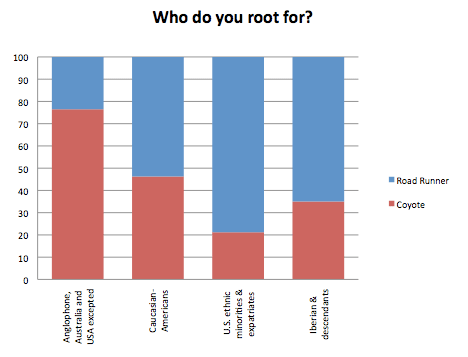 Who do you root for?
100
90
80
70
60
50
40
30
20
10
0
Road Runner
Coyote
Anglophone,
Australia and
USA excepted
Caucasian-
Americans
U.S. ethnic
minorities &
expatriates
Iberian &
descendants